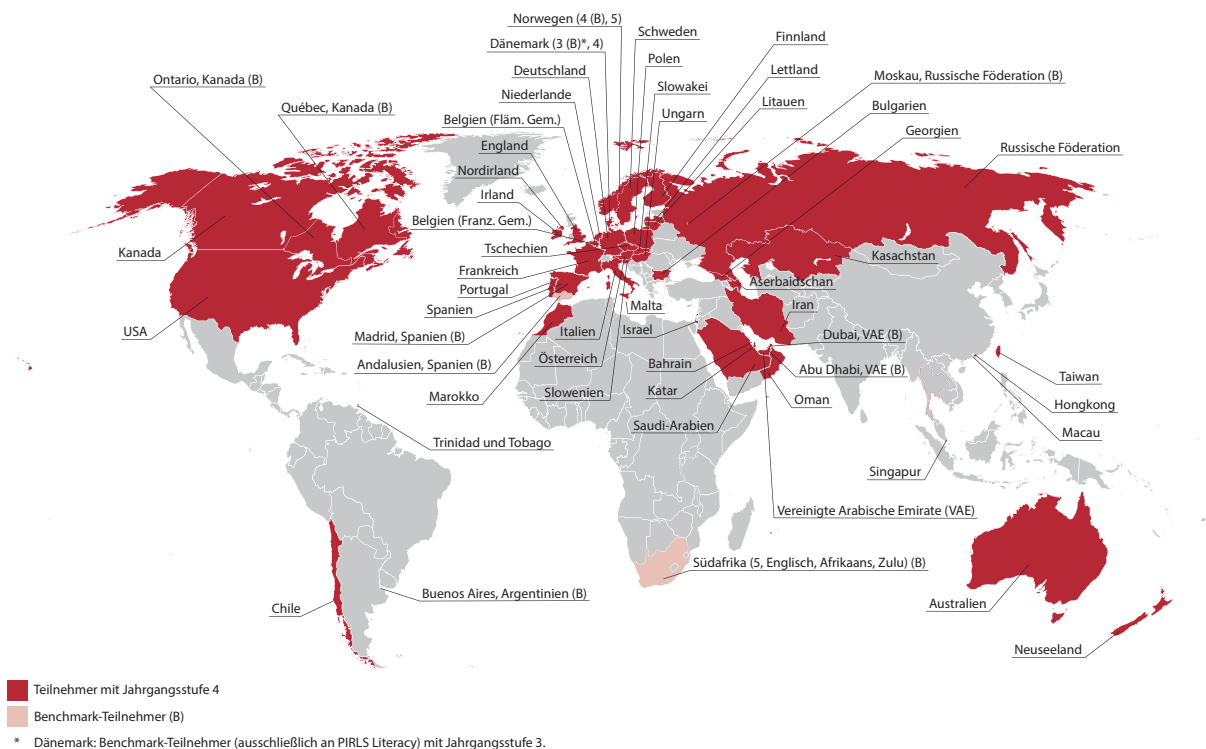 Norwegen (4 (B), 5)
Schweden
Finnland
Dänemark (3 (B)*, 4)
Polen
Deutschland
Lettland
Moskau, Russische Föderation (B)
Ontario, Kanada (B)
Slowakei
Niederlande
Litauen
Québec, Kanada (B)
Bulgarien
Belgien (Fläm. Gem.)
Ungarn
Georgien
England
Russische Föderation
Nordirland
Irland
Belgien (Franz. Gem.)
Kanada
Tschechien
Kasachstan
Frankreich
Aserbaidschan
Portugal
Spanien
Malta
Iran
USA
Madrid, Spanien (B)
Italien
Israel
Dubai, VAE (B)
Andalusien, Spanien (B)
Österreich
Bahrain
Abu Dhabi, VAE (B)
Taiwan
Marokko
Slowenien
Katar
Oman
Hongkong
Saudi-Arabien
Macau
Trinidad und Tobago
Singapur
Vereinigte Arabische Emirate (VAE)
Südafrika (5, Englisch, Afrikaans, Zulu) (B)
Chile
Buenos Aires, Argentinien (B)
Australien
Neuseeland
Teilnehmer mit Jahrgangsstufe 4
Benchmark-Teilnehmer (B)
* Dänemark: Benchmark-Teilnehmer (ausschließlich an PIRLS Literacy) mit Jahrgangsstufe 3.